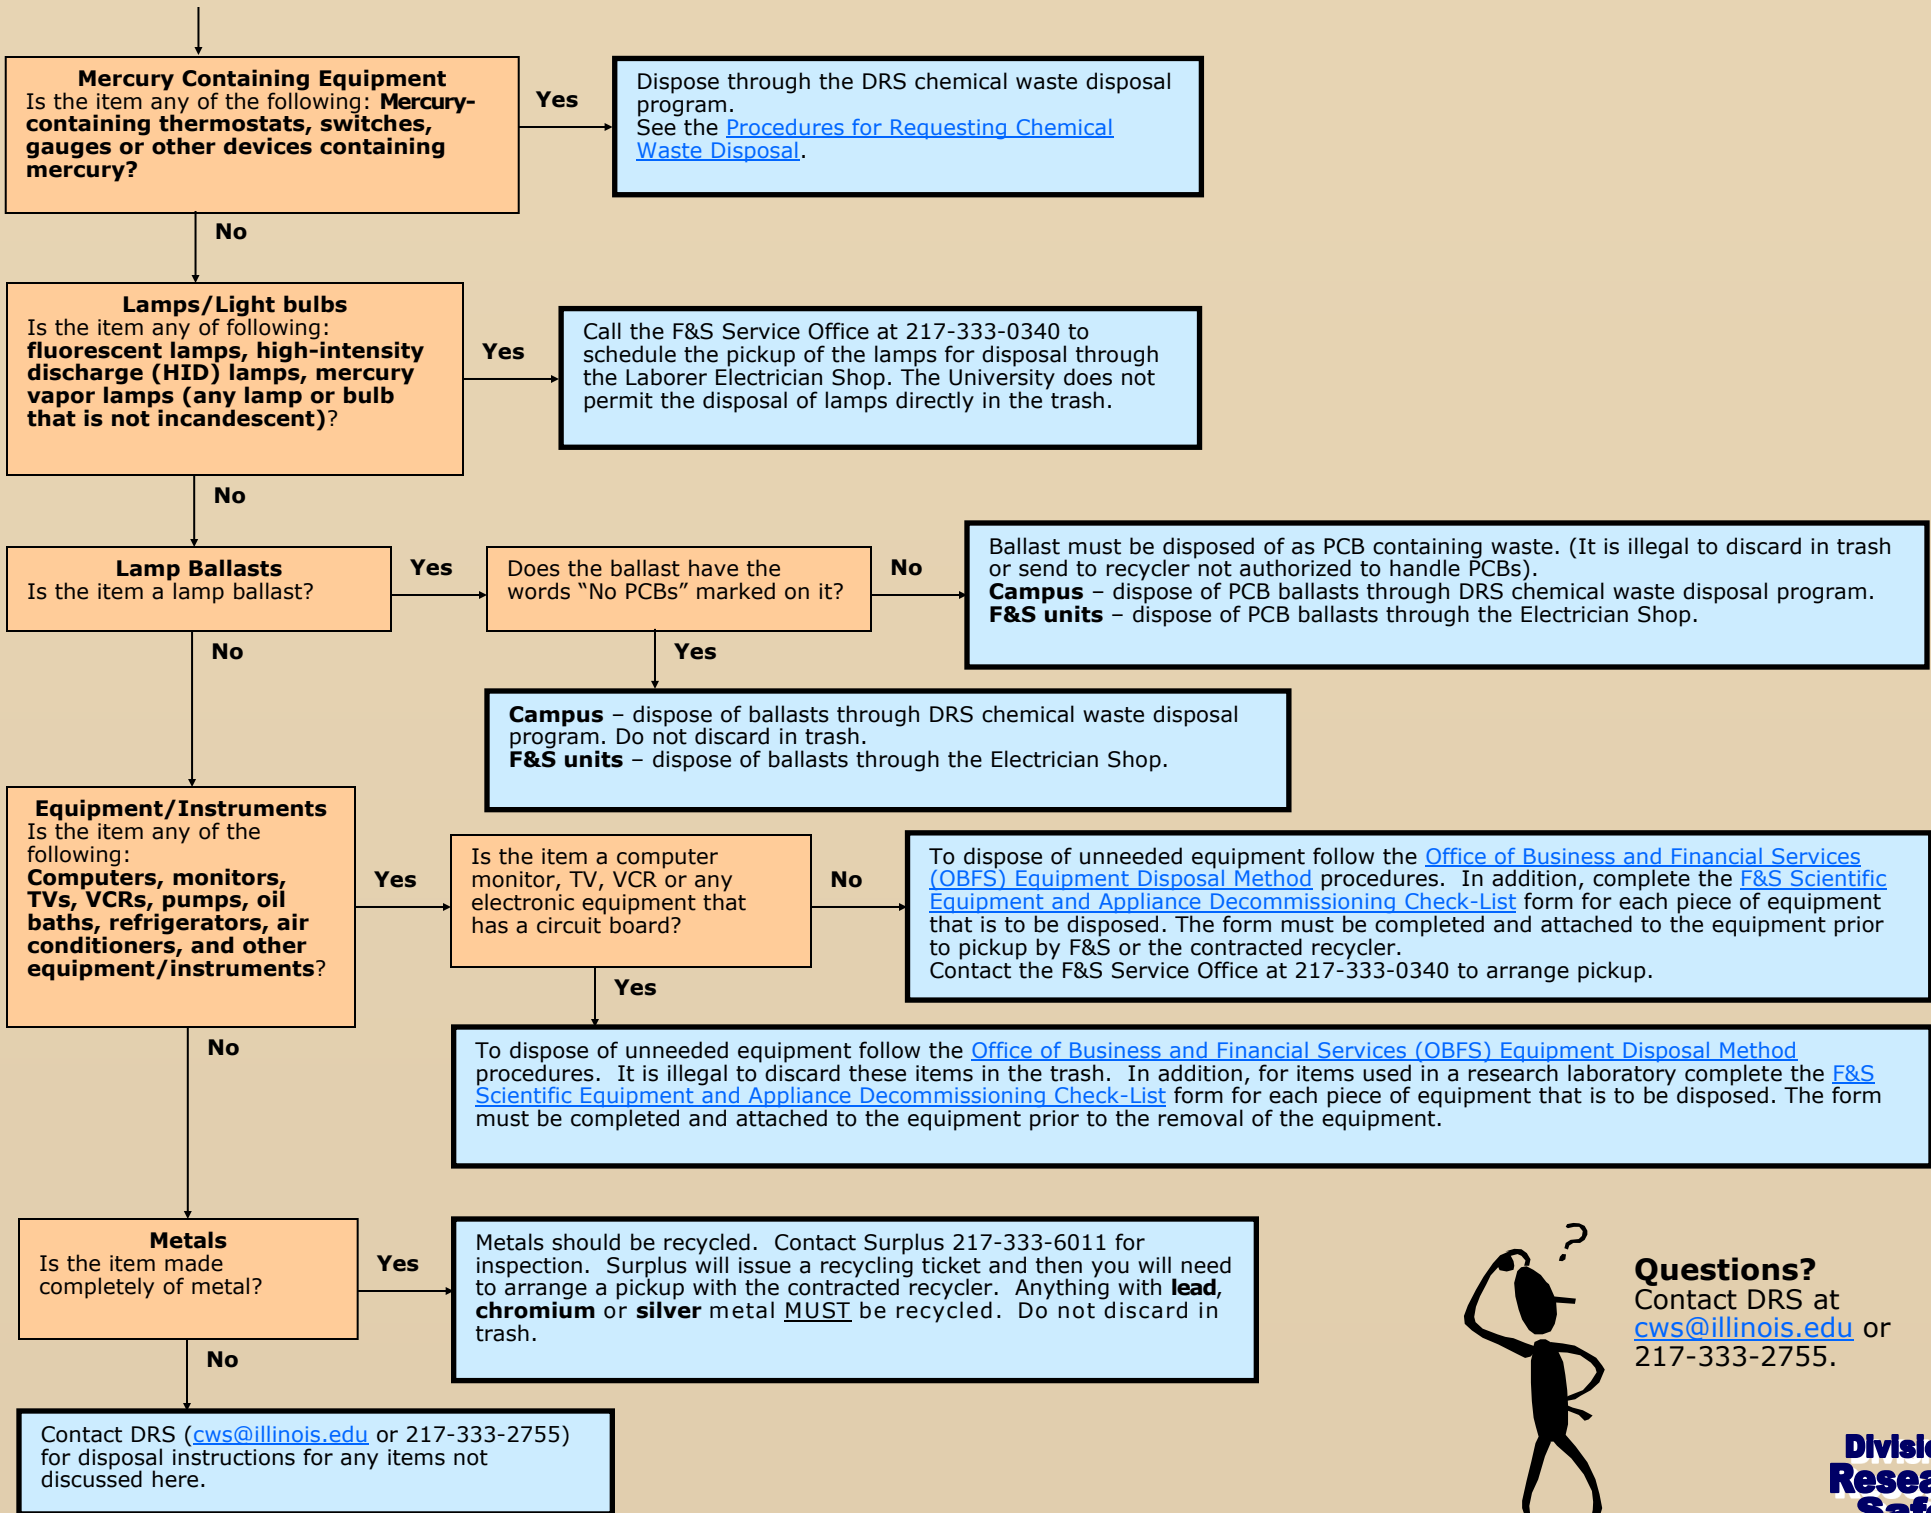 Mercury Containing Equipment
Is the item any of the following: Mercury-
containing thermostats, switches,
gauges or other devices containing
mercury?
Yes
Dispose through the DRS chemical waste disposal
program.
See the Procedures for Requesting Chemical
Waste Disposal.
No
Lamps/Light bulbs
Is the item any of following:
fluorescent lamps, high-intensity
discharge (HID) lamps, mercury
vapor lamps (any lamp or bulb
that is not incandescent)?
Yes
Call the F&S Service Office at 217-333-0340 to
schedule the pickup of the lamps for disposal through
the Laborer Electrician Shop. The University does not
permit the disposal of lamps directly in the trash.
No
Lamp Ballasts
Is the item a lamp ballast?
Yes
Does the ballast have the
words “No PCBs” marked on it?
No
Ballast must be disposed of as PCB containing waste. (It is illegal to discard in trash
or send to recycler not authorized to handle PCBs).
Campus – dispose of PCB ballasts through DRS chemical waste disposal program.
F&S units – dispose of PCB ballasts through the Electrician Shop.
No
Yes
Campus – dispose of ballasts through DRS chemical waste disposal
program. Do not discard in trash.
F&S units – dispose of ballasts through the Electrician Shop.
Equipment/Instruments
Is the item any of the
following:
Computers, monitors,
TVs, VCRs, pumps, oil
baths, refrigerators, air
conditioners, and other
equipment/instruments?
Yes
Is the item a computer
monitor, TV, VCR or any
electronic equipment that
has a circuit board?
No
To dispose of unneeded equipment follow the Office of Business and Financial Services
(OBFS) Equipment Disposal Method procedures. In addition, complete the F&S Scientific
Equipment and Appliance Decommissioning Check-List form for each piece of equipment
that is to be disposed. The form must be completed and attached to the equipment prior
to pickup by F&S or the contracted recycler.
Contact the F&S Service Office at 217-333-0340 to arrange pickup.
Yes
No
To dispose of unneeded equipment follow the Office of Business and Financial Services (OBFS) Equipment Disposal Method
procedures. It is illegal to discard these items in the trash. In addition, for items used in a research laboratory complete the F&S
Scientific Equipment and Appliance Decommissioning Check-List form for each piece of equipment that is to be disposed. The form
must be completed and attached to the equipment prior to the removal of the equipment.
Metals
Is the item made
completely of metal?
Yes
Metals should be recycled. Contact Surplus 217-333-6011 for
inspection. Surplus will issue a recycling ticket and then you will need
to arrange a pickup with the contracted recycler. Anything with lead,
chromium or silver metal MUST be recycled. Do not discard in
trash.
No
Contact DRS (cws@illinois.edu or 217-333-2755)
for disposal instructions for any items not
discussed here.
?
Questions?
Contact DRS at
cws@illinois.edu or
217-333-2755.